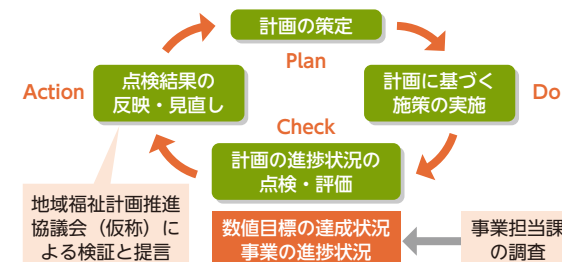 計画の策定
Plan
Action
点検結果の
反映・見直し
計画に基づく
施策の実施
Do
Check
計画の進捗状況の
点検・評価
地域福祉計画推進
協議会（仮称）に
よる検証と提言
数値目標の達成状況
事業の進捗状況
事業担当課
の調査